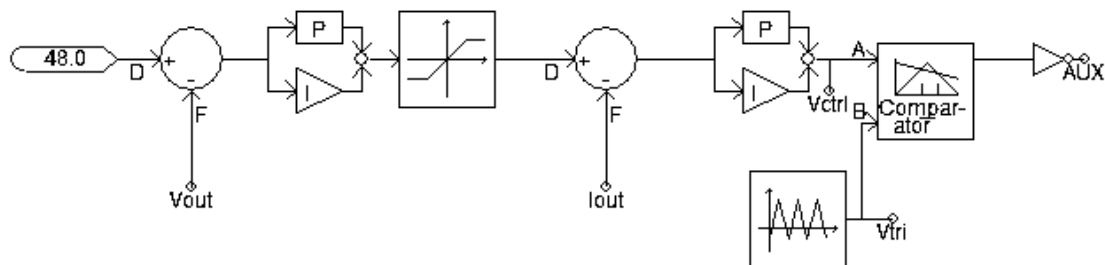 48.0
D
+
-
F
Vout
P
I
D
+
-
F
Iout
P
I
Vctrl
A
B
Compar-
ator
Vtri
AUX